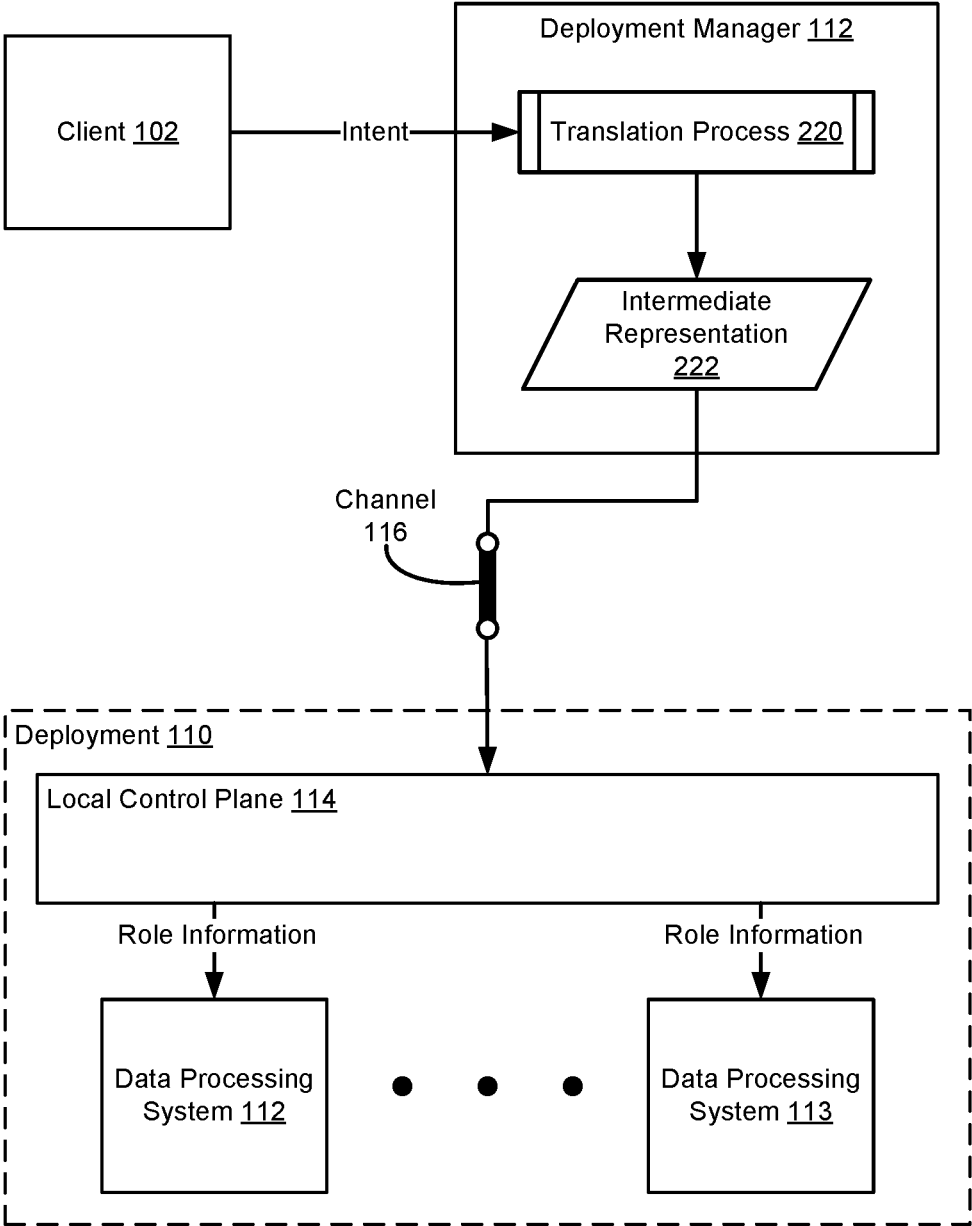 Deployment Manager 112
Client 102
Intent
Translation Process 220
Intermediate
Representation
222
Channel
116
Deployment 110
Local Control Plane 114
Role Information
Role Information
Data Processing
System 112
Data Processing
System 113